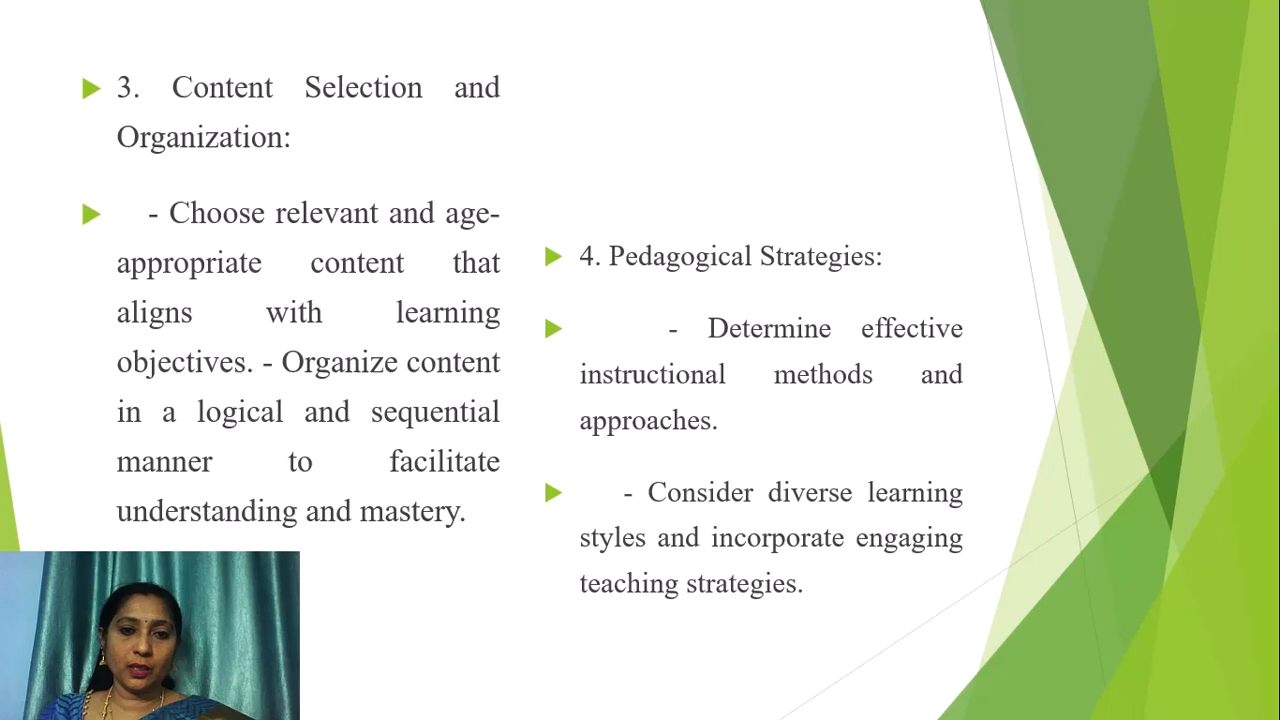 3. Content Selection and
Organization:
- Choose relevant and age-
appropriate content that
aligns with learning
objectives. - Organize content
in a logical and sequential
manner to facilitate
understanding and mastery.
4. Pedagogical Strategies:
- Determine effective
instructional methods and
approaches.
- Consider diverse learning
styles and incorporate engaging
teaching strategies.